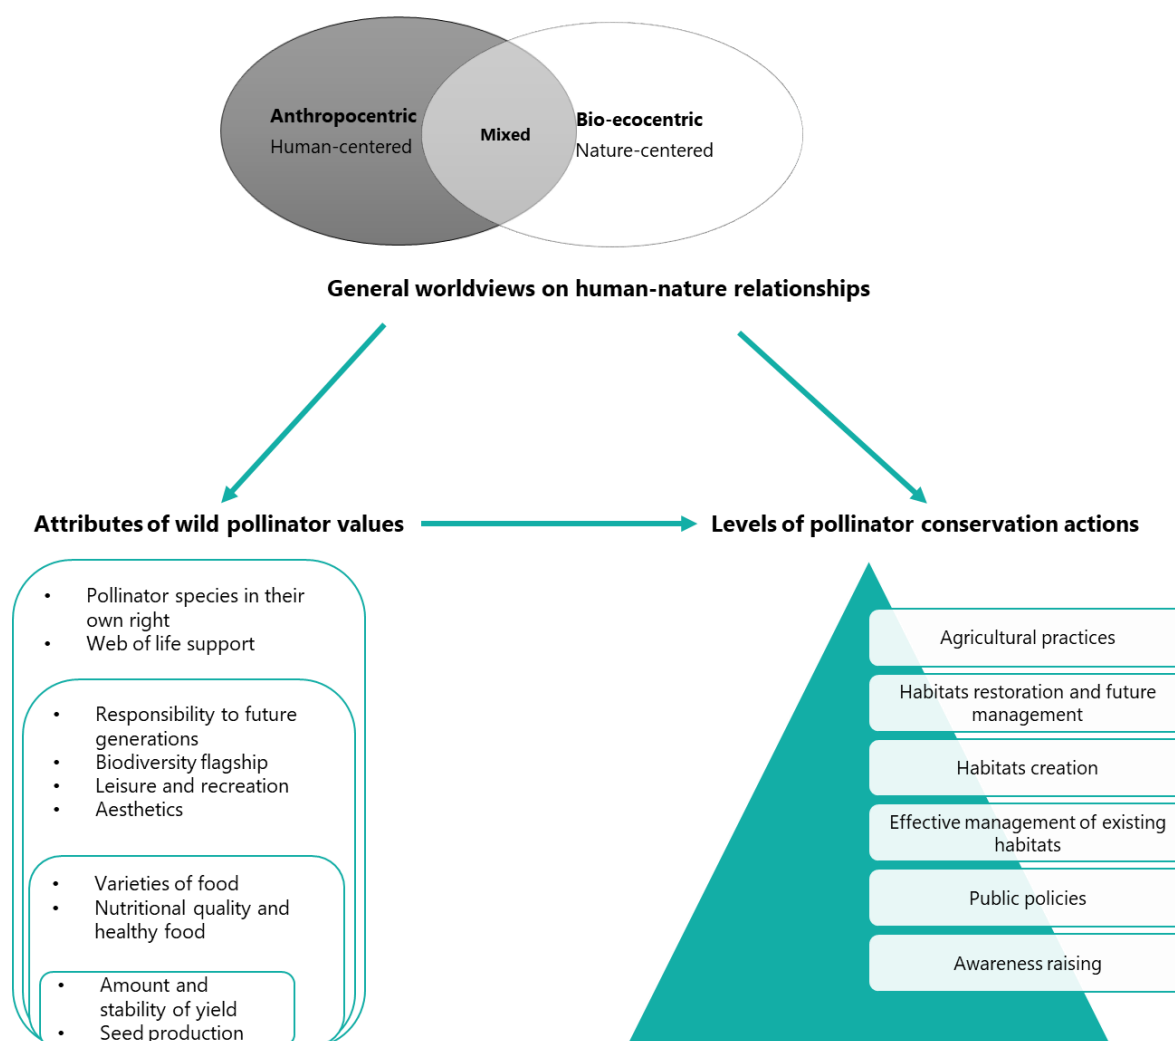 Anthropocentric
Human-centered
Mixed
Bio-ecocentric
Nature-centered
General worldviews on human-nature relationships
Attributes of wild pollinator values
Levels of pollinator conservation actions
• Pollinator species in their
own right
• Web of life support
• Responsibility to future
generations
• Biodiversity flagship
• Leisure and recreation
• Aesthetics
• Varieties of food
• Nutritional quality and
healthy food
• Amount and
stability of yield
• Seed production
Agricultural practices
Habitats restoration and future
management
Habitats creation
Effective management of existing
habitats
Public policies
Awareness raising